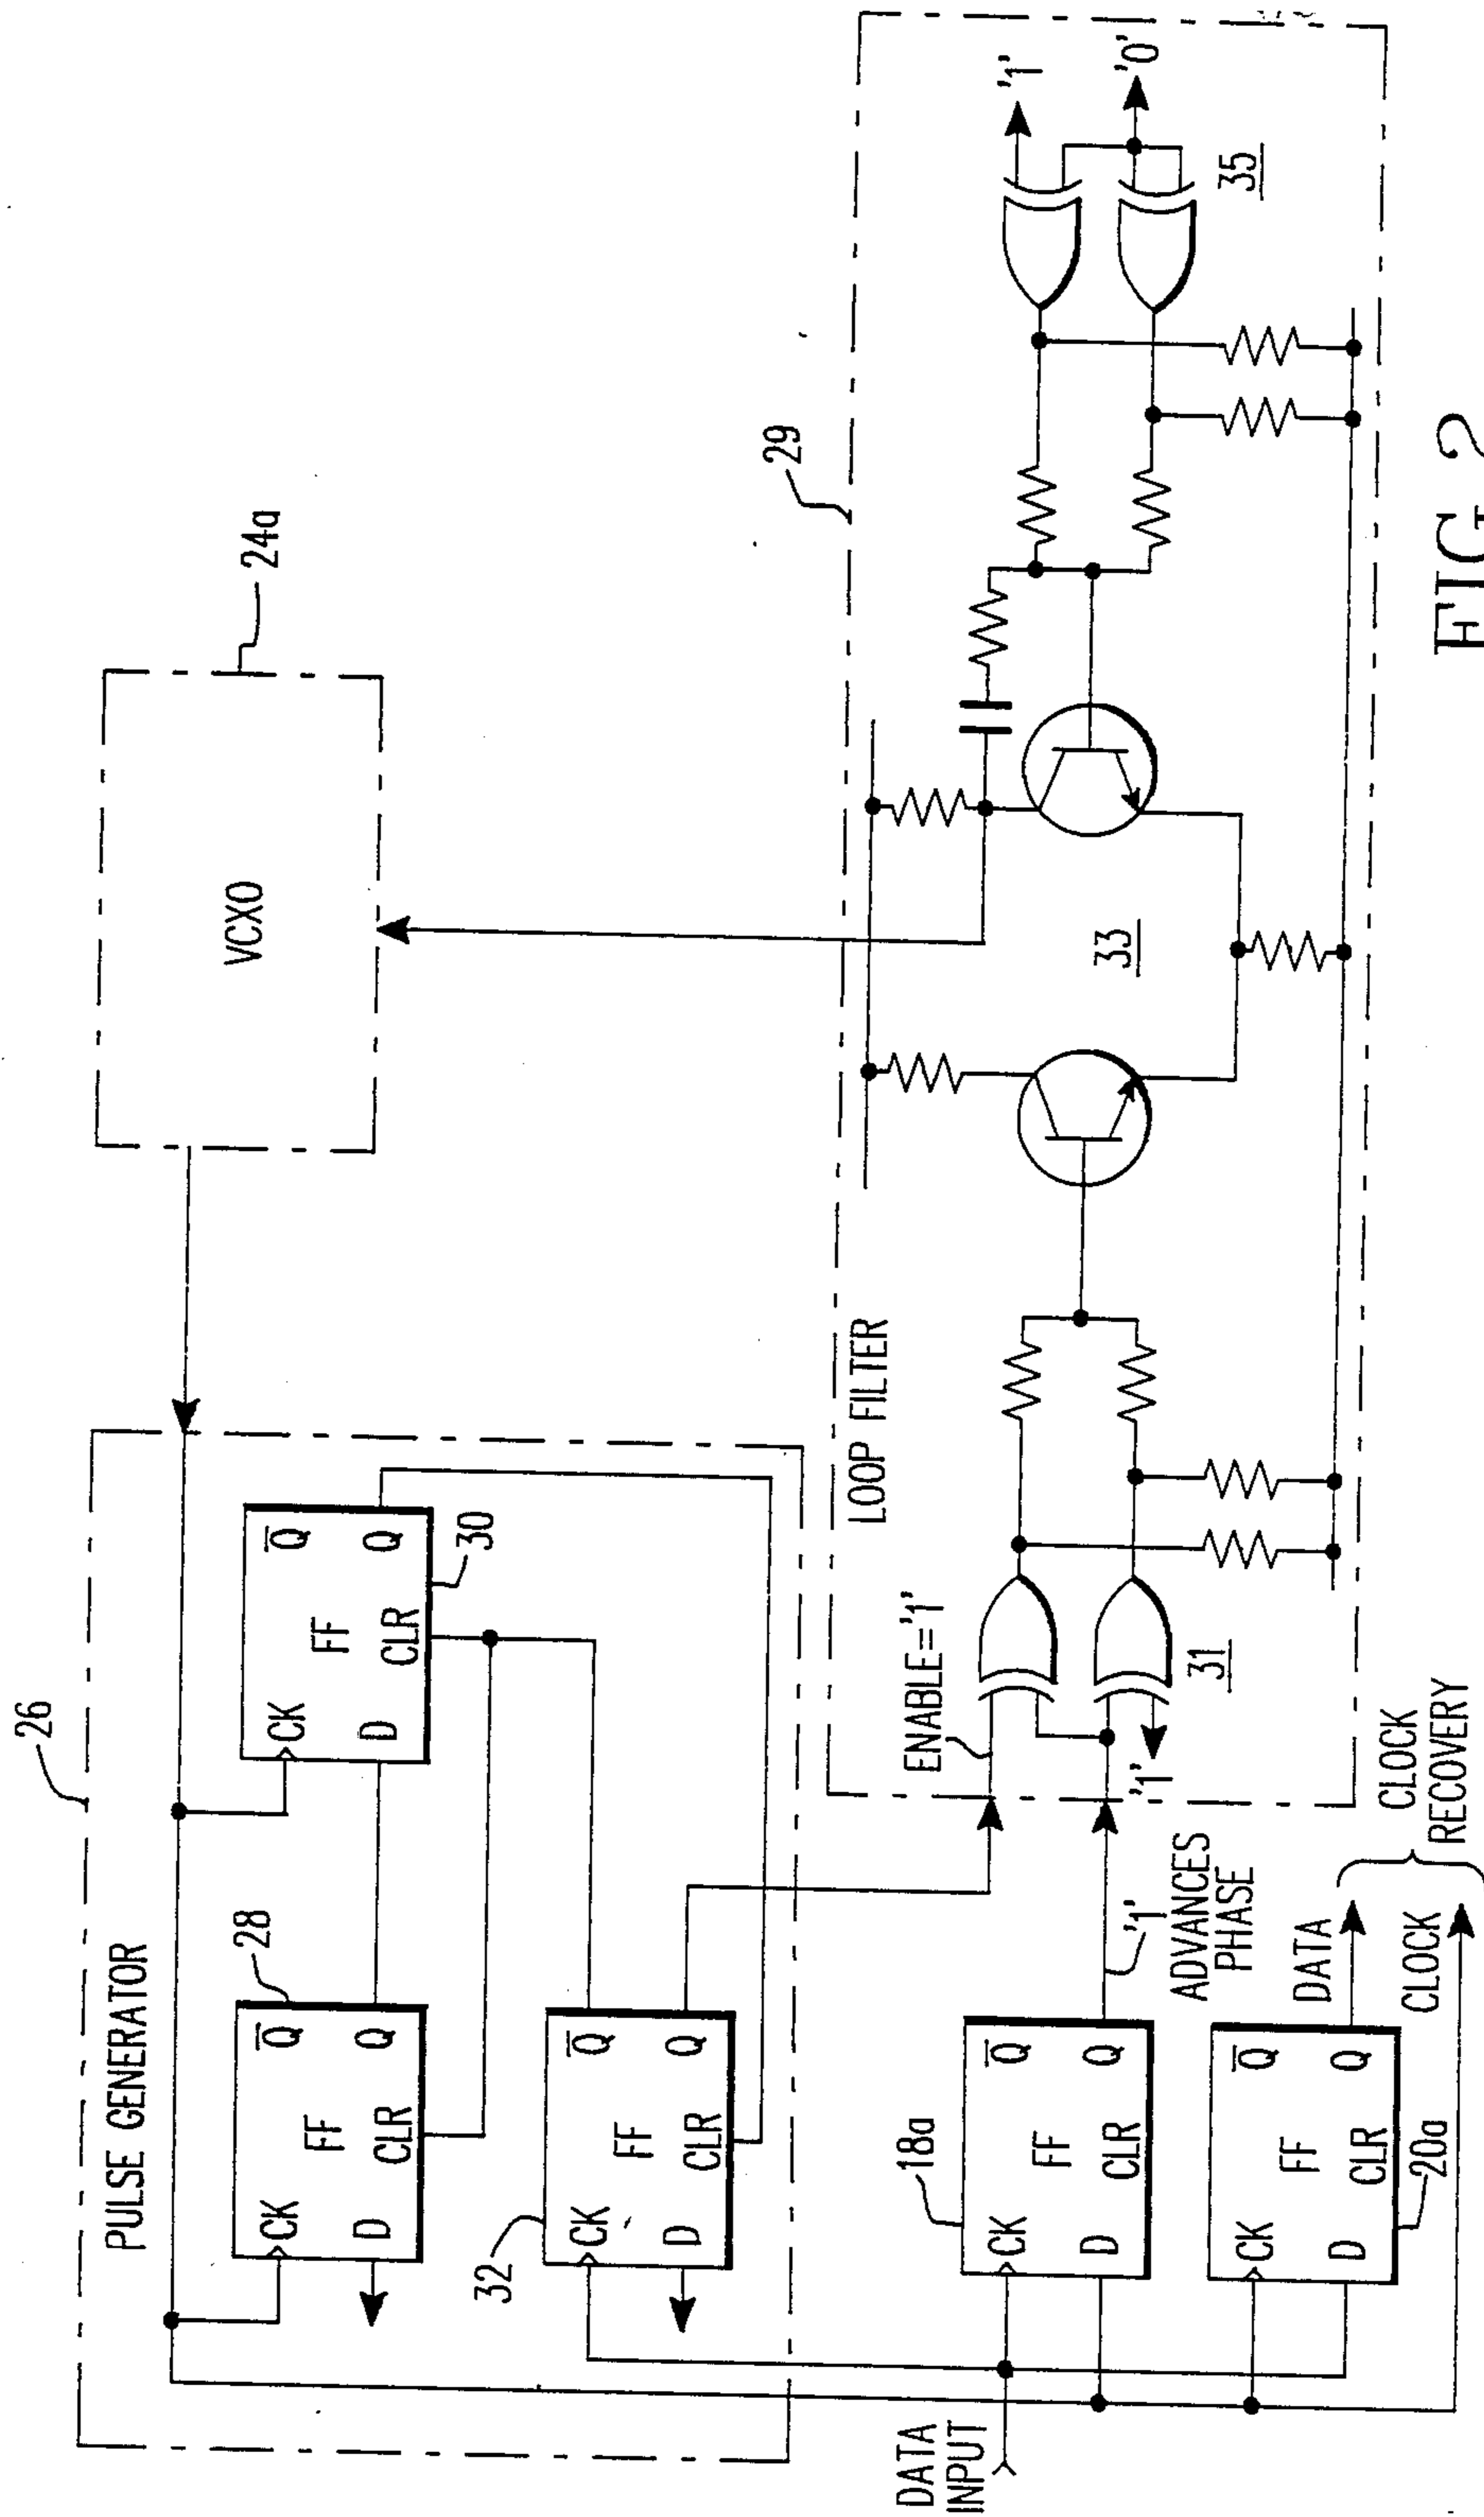 26
PULSE GENERATOR
28
CK
Q̅
FF
D
CLR
Q
30
CK
Q̅
FF
D
CLR
Q
32
CK
Q̅
FF
D
CLR
Q
VCXO
24a
29
LOOP FILTER
ENABLE='1'
'1'
31
33
35
'1'
'0'
DATA
INPUT
18a
CK
Q̅
FF
D
CLR
Q
'1'
ADVANCES
PHASE
CK
Q̅
FF
D
CLR
Q
20a
DATA
CLOCK
CLOCK
RECOVERY
FIG 2